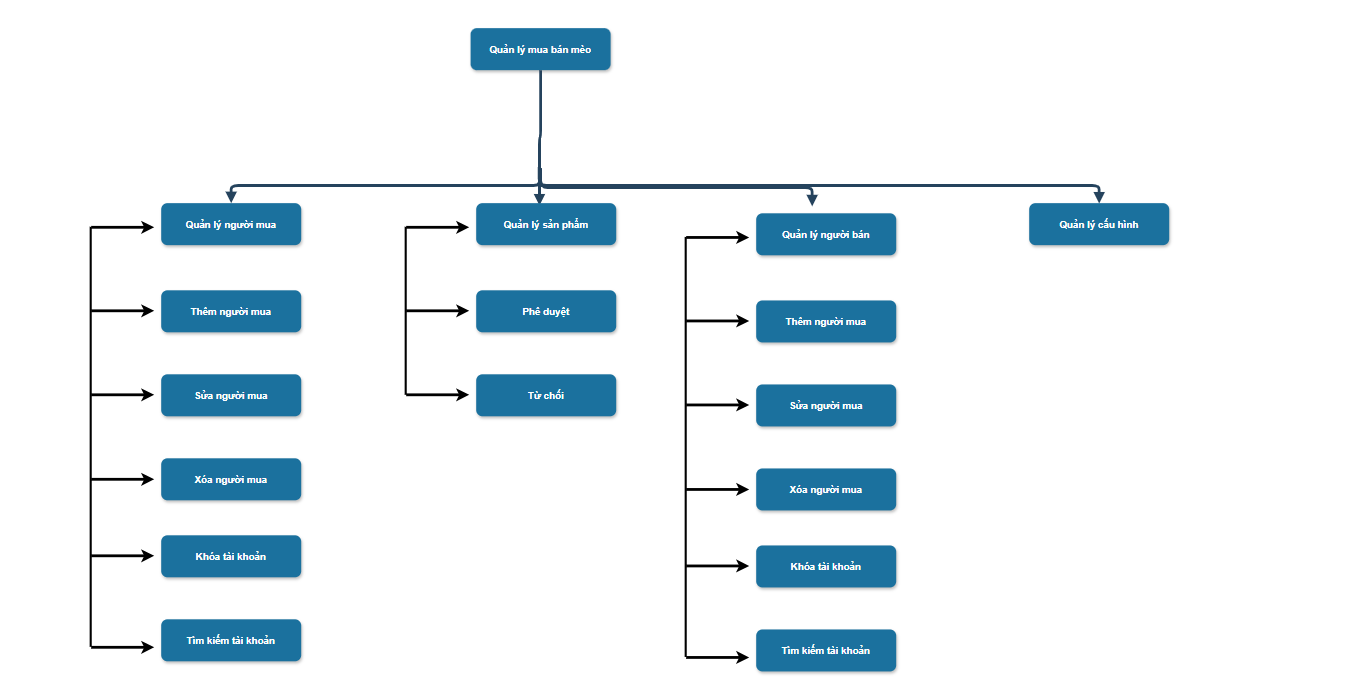 Quản lý mua bán mèo
Quản lý người mua
Thêm người mua
Sửa người mua
Xóa người mua
Khóa tài khoản
Tìm kiếm tài khoản
Quản lý sản phẩm
Phê duyệt
Từ chối
Quản lý người bán
Thêm người mua
Sửa người mua
Xóa người mua
Khóa tài khoản
Tìm kiếm tài khoản
Quản lý cấu hình